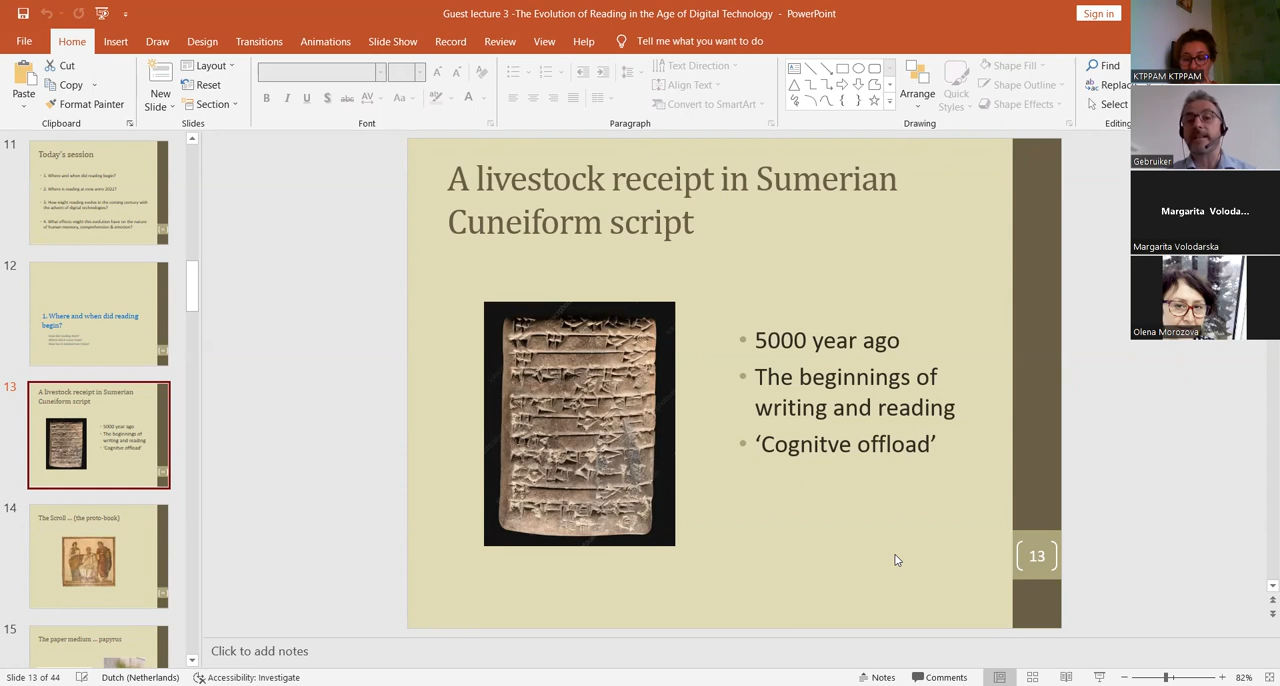 Guest lecture 3 -The Evolution of Reading in the Age of Digital Technology - PowerPoint
Sign in
File Home Insert Draw Design Transitions Animations Slide Show Record Review View Help Tell me what you want to do
Paste
Cut
Copy
Format Painter
Clipboard
New
Slide
Layout
Reset
Section
Slides
B I U S abc AV Aa A
Font
Text Direction
Align Text
Convert to SmartArt
Paragraph
Arrange
Quick
Styles
Shape Fill
Shape Outline
Shape Effects
Drawing
Find
Replac
Select
Editing
KTPPAM KTPPAM
Gebruiker
Margarita Voloda...
Margarita Volodarska
Olena Morozova
11
Today's session
1. Where and when did reading begin?
2. Where is reading at now anno 2022?
3. How might reading evolve in the coming century with
the advent of digital technologies?
4. What effects might this evolution have on the nature
of human memory, comprehension & emotion?
12
1. Where and when did reading
begin?
13
A livestock receipt in Sumerian
Cuneiform script
5000 year ago
The beginnings of
writing and reading
'Cognitve offload'
14
The Scroll ... (the proto-book)
15
The paper medium ... papyrus
A livestock receipt in Sumerian
Cuneiform script
• 5000 year ago
• The beginnings of
writing and reading
• ‘Cognitve offload’
13
Click to add notes
Slide 13 of 44 Dutch (Netherlands) Accessibility: Investigate Notes Comments 82%